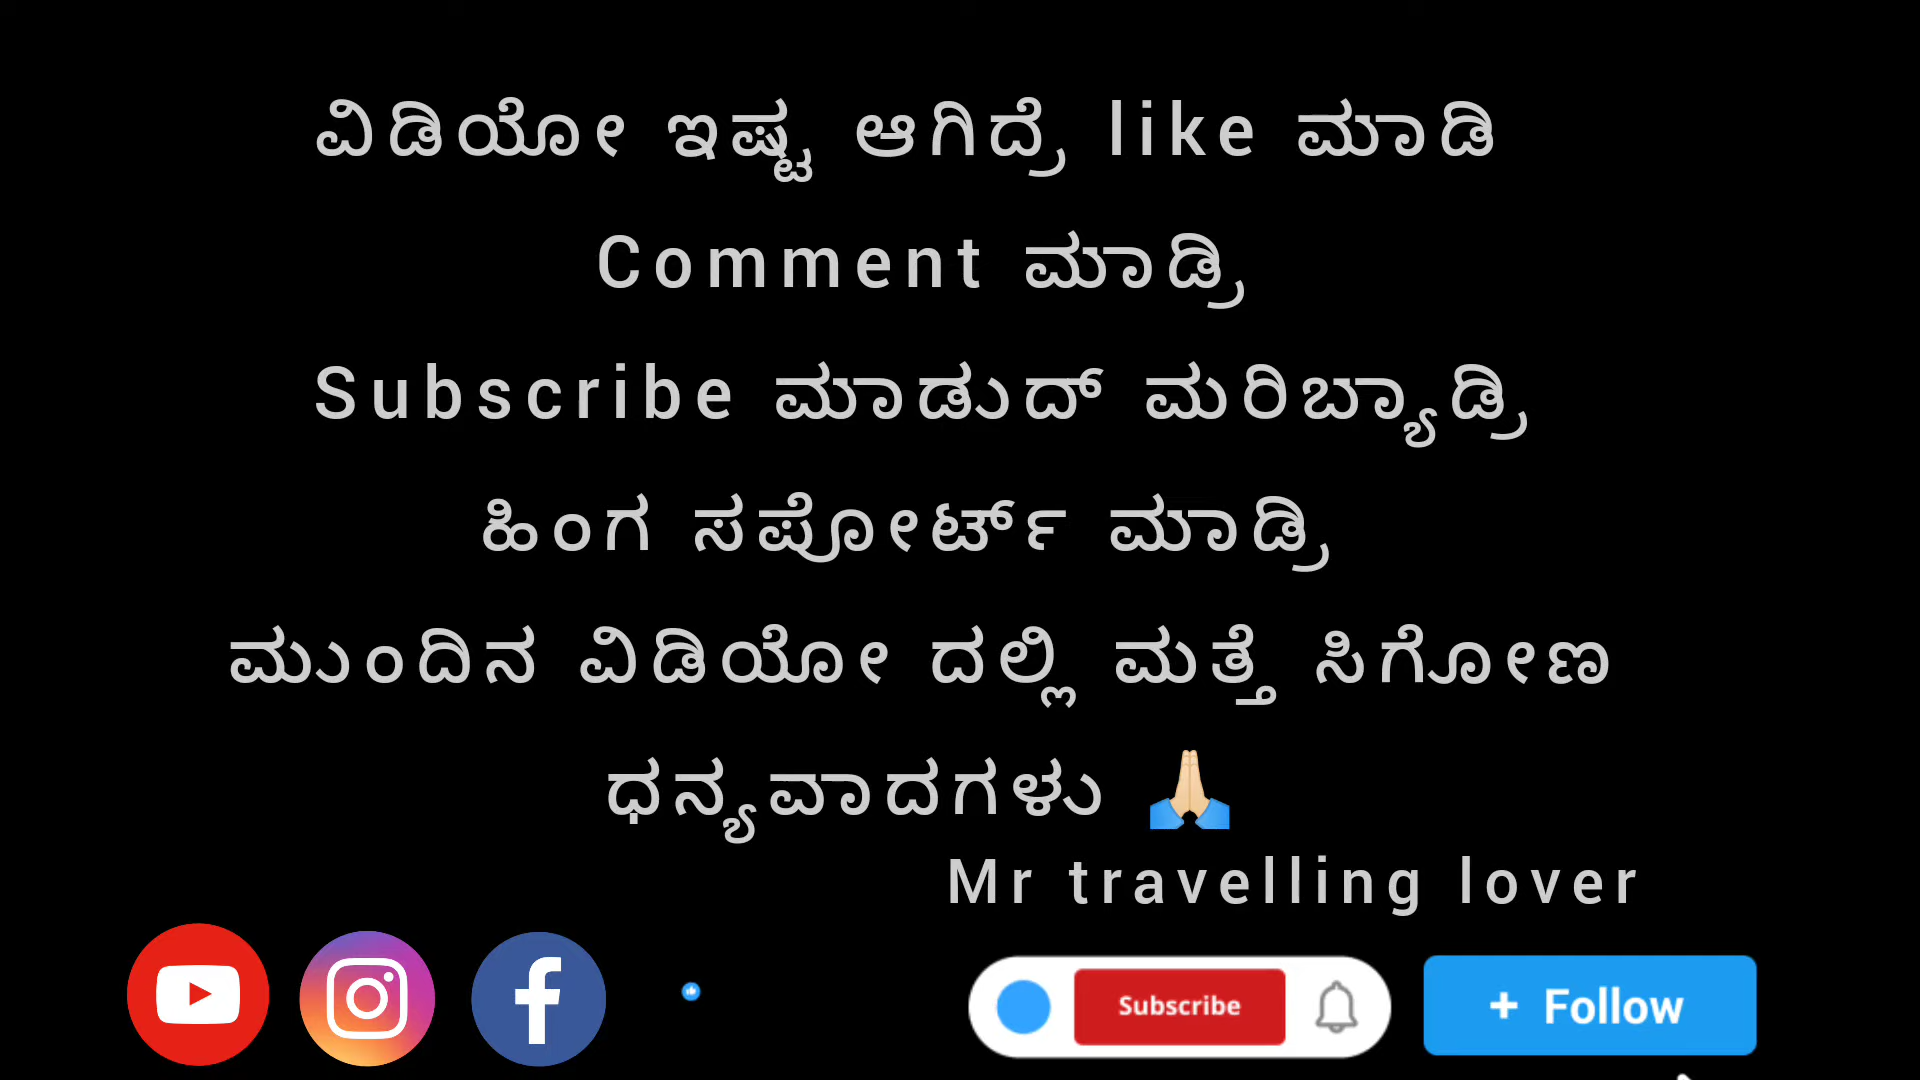 ವಿಡಿಯೋ ಇಷ್ಟ ಆಗಿದ್ರೆ like ಮಾಡಿ
Comment ಮಾಡ್ರಿ
Subscribe ಮಾಡುದ್ ಮರಿಬ್ಯಾಡ್ರಿ
ಹಿಂಗ ಸಪೋರ್ಟ್ ಮಾಡ್ರಿ
ಮುಂದಿನ ವಿಡಿಯೋ ದಲ್ಲಿ ಮತ್ತೆ ಸಿಗೋಣ
ಧನ್ಯವಾದಗಳು 🙏🏻
Mr travelling lover
Subscribe
+ Follow